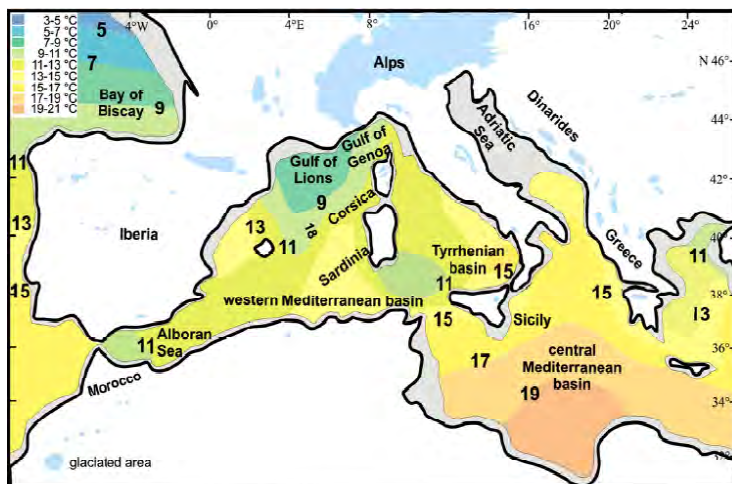 3-5 °C
5-7 °C
7-9 °C
9-11 °C
11-13 °C
13-15 °C
15-17 °C
17-19 °C
19-21 °C
4°W
0°
4°E
8°
12°
16°
20°
24°
5
7
Bay of
Biscay
9
Alps
N 46°
44°
42°
40°
38°
36°
34°
Adriatic
Sea
Dinarides
Gulf of
Genoa
Gulf of
Lions
9
11
13
15
Iberia
13
11
18
Corsica
Sardinia
Tyrrhenian
basin
15
11
Greece
11
15
13
western Mediterranean basin
15
Sicily
Alboran
Sea
11
Morocco
17
central
Mediterranean
basin
19
glaciated area